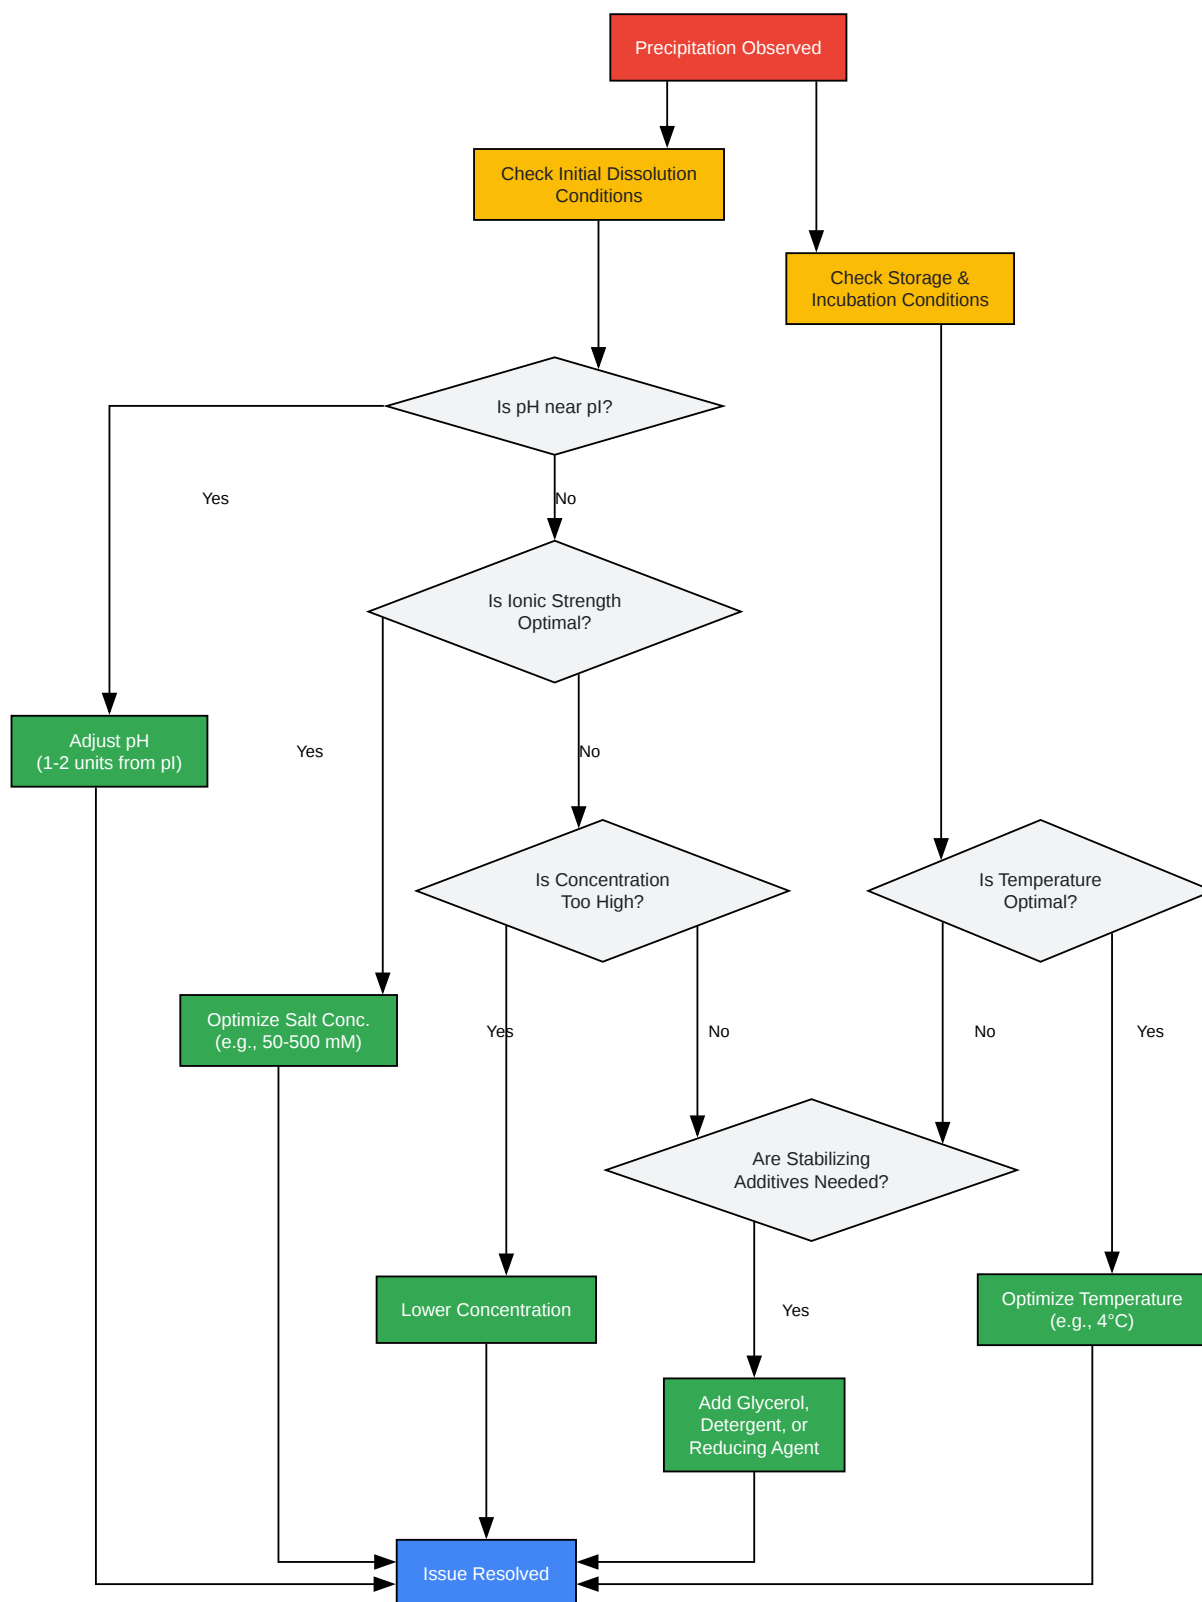 Precipitation Observed
Check Initial Dissolution
Conditions
Check Storage &
Incubation Conditions
Is pH near pI?
Yes
No
Is Ionic Strength
Optimal?
Adjust pH
(1-2 units from pI)
Yes
No
Is Concentration
Too High?
Is Temperature
Optimal?
Optimize Salt Conc.
(e.g., 50-500 mM)
Yes
No
No
Yes
Are Stabilizing
Additives Needed?
Lower Concentration
Yes
Optimize Temperature
(e.g., 4°C)
Add Glycerol,
Detergent, or
Reducing Agent
Issue Resolved